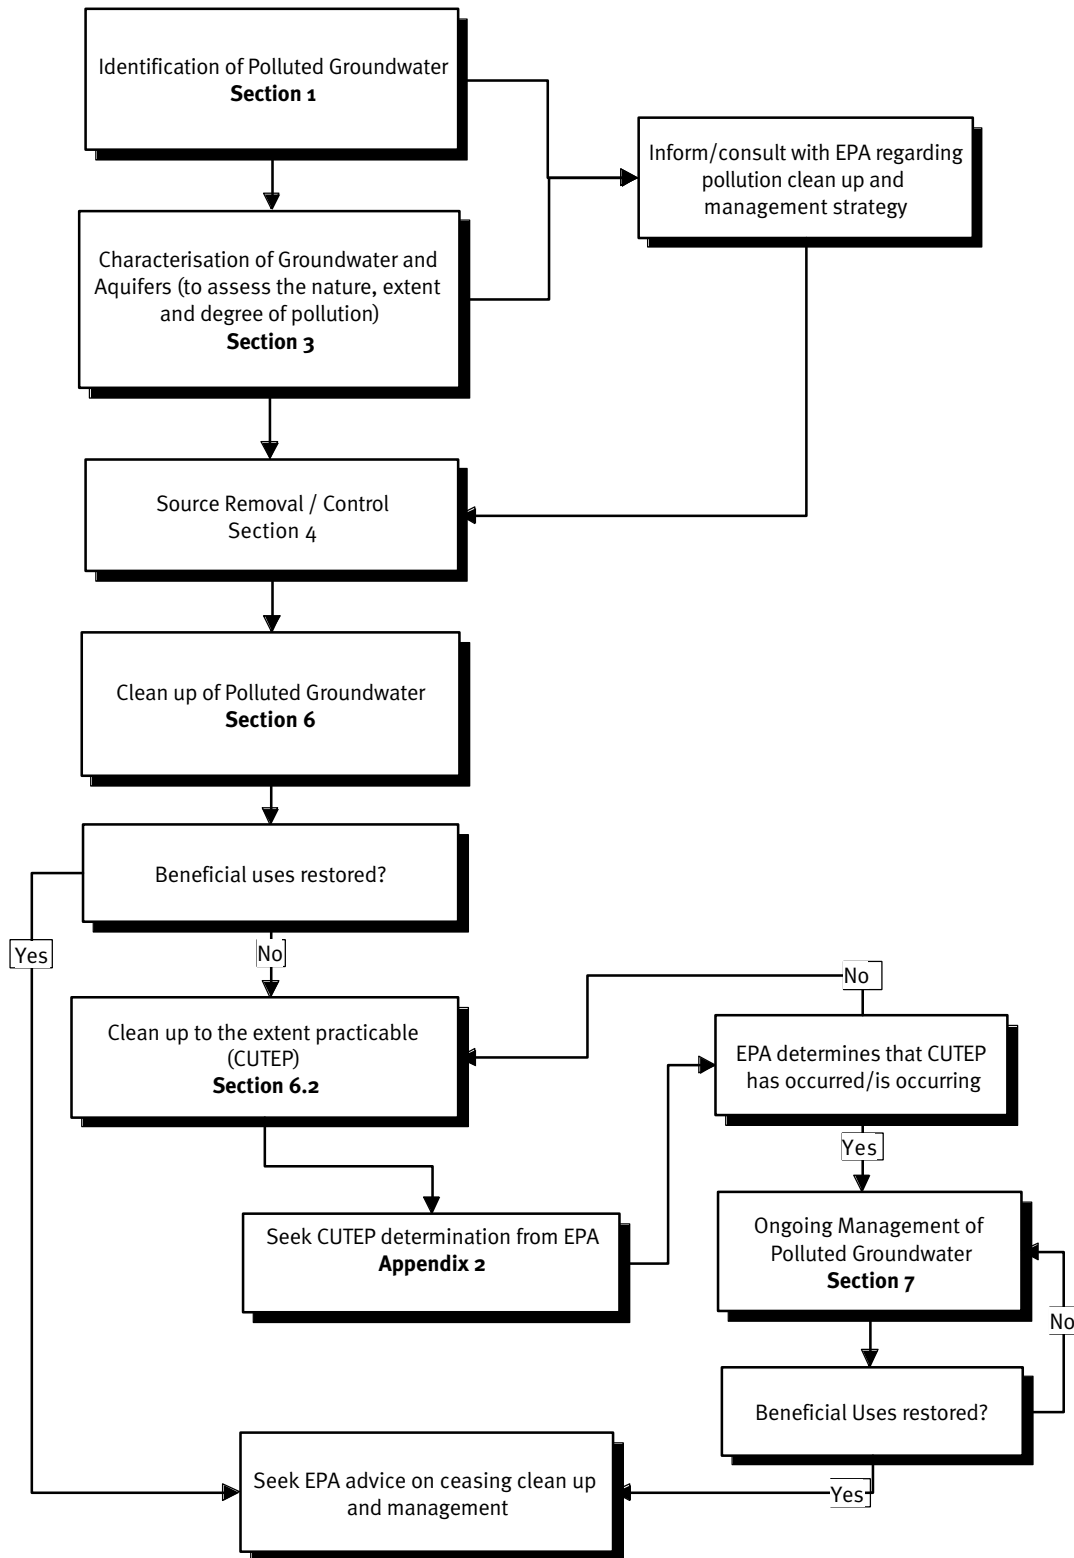 Identification of Polluted Groundwater
Section 1
Inform/consult with EPA regarding
pollution clean up and
management strategy
Characterisation of Groundwater and
Aquifers (to assess the nature, extent
and degree of pollution)
Section 3
Source Removal / Control
Section 4
Clean up of Polluted Groundwater
Section 6
Beneficial uses restored?
Yes
No
Clean up to the extent practicable
(CUTEP)
Section 6.2
No
EPA determines that CUTEP
has occurred/is occurring
Yes
Seek CUTEP determination from EPA
Appendix 2
Ongoing Management of
Polluted Groundwater
Section 7
No
Beneficial Uses restored?
Yes
Seek EPA advice on ceasing clean up
and management